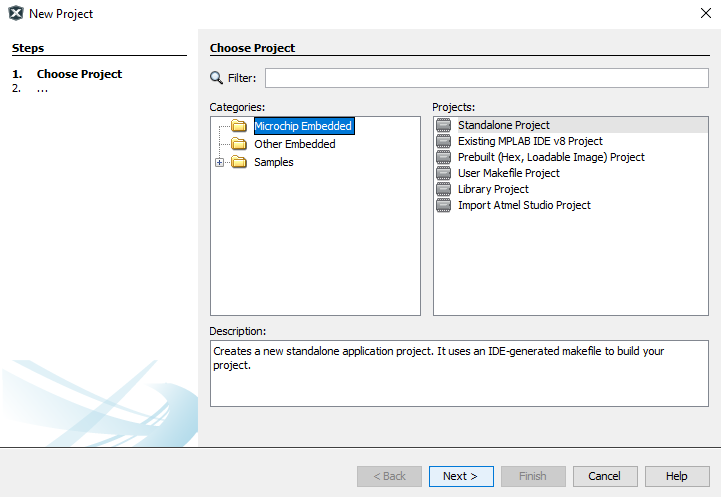 New Project
Steps
1. Choose Project
2. ...
Choose Project
Filter:
Categories:
Microchip Embedded
Other Embedded
Samples
Projects:
Standalone Project
Existing MPLAB IDE v8 Project
Prebuilt (Hex, Loadable Image) Project
User Makefile Project
Library Project
Import Atmel Studio Project
Description:
Creates a new standalone application project. It uses an IDE-generated makefile to build your
project.
< Back
Next >
Finish
Cancel
Help